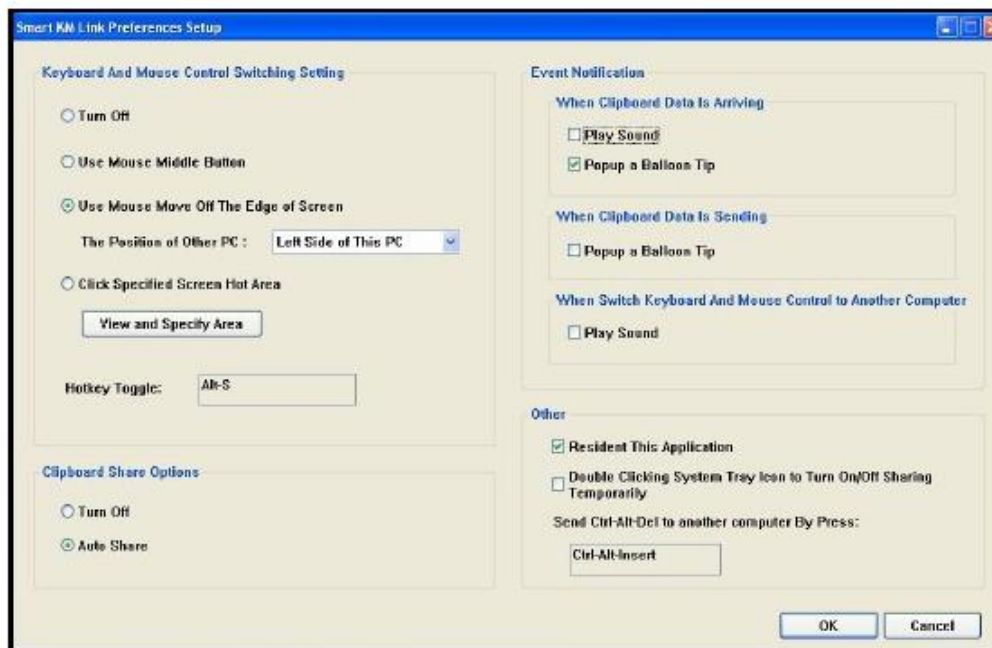 Smart KM Link Preferences Setup
Keyboard And Mouse Control Switching Setting
Turn Off
Use Mouse Middle Button
Use Mouse Move Off The Edge of Screen
The Position of Other PC :
Left Side of This PC
Click Specified Screen Hot Area
View and Specify Area
Hotkey Toggle:
Alt-S
Clipboard Share Options
Turn Off
Auto Share
Event Notification
When Clipboard Data Is Arriving
Play Sound
Popup a Balloon Tip
When Clipboard Data Is Sending
Popup a Balloon Tip
When Switch Keyboard And Mouse Control to Another Computer
Play Sound
Other
Resident This Application
Double Clicking System Tray Icon to Turn On/Off Sharing
Temporarily
Send Ctrl-Alt-Del to another computer By Press:
Ctrl-Alt-Insert
OK
Cancel